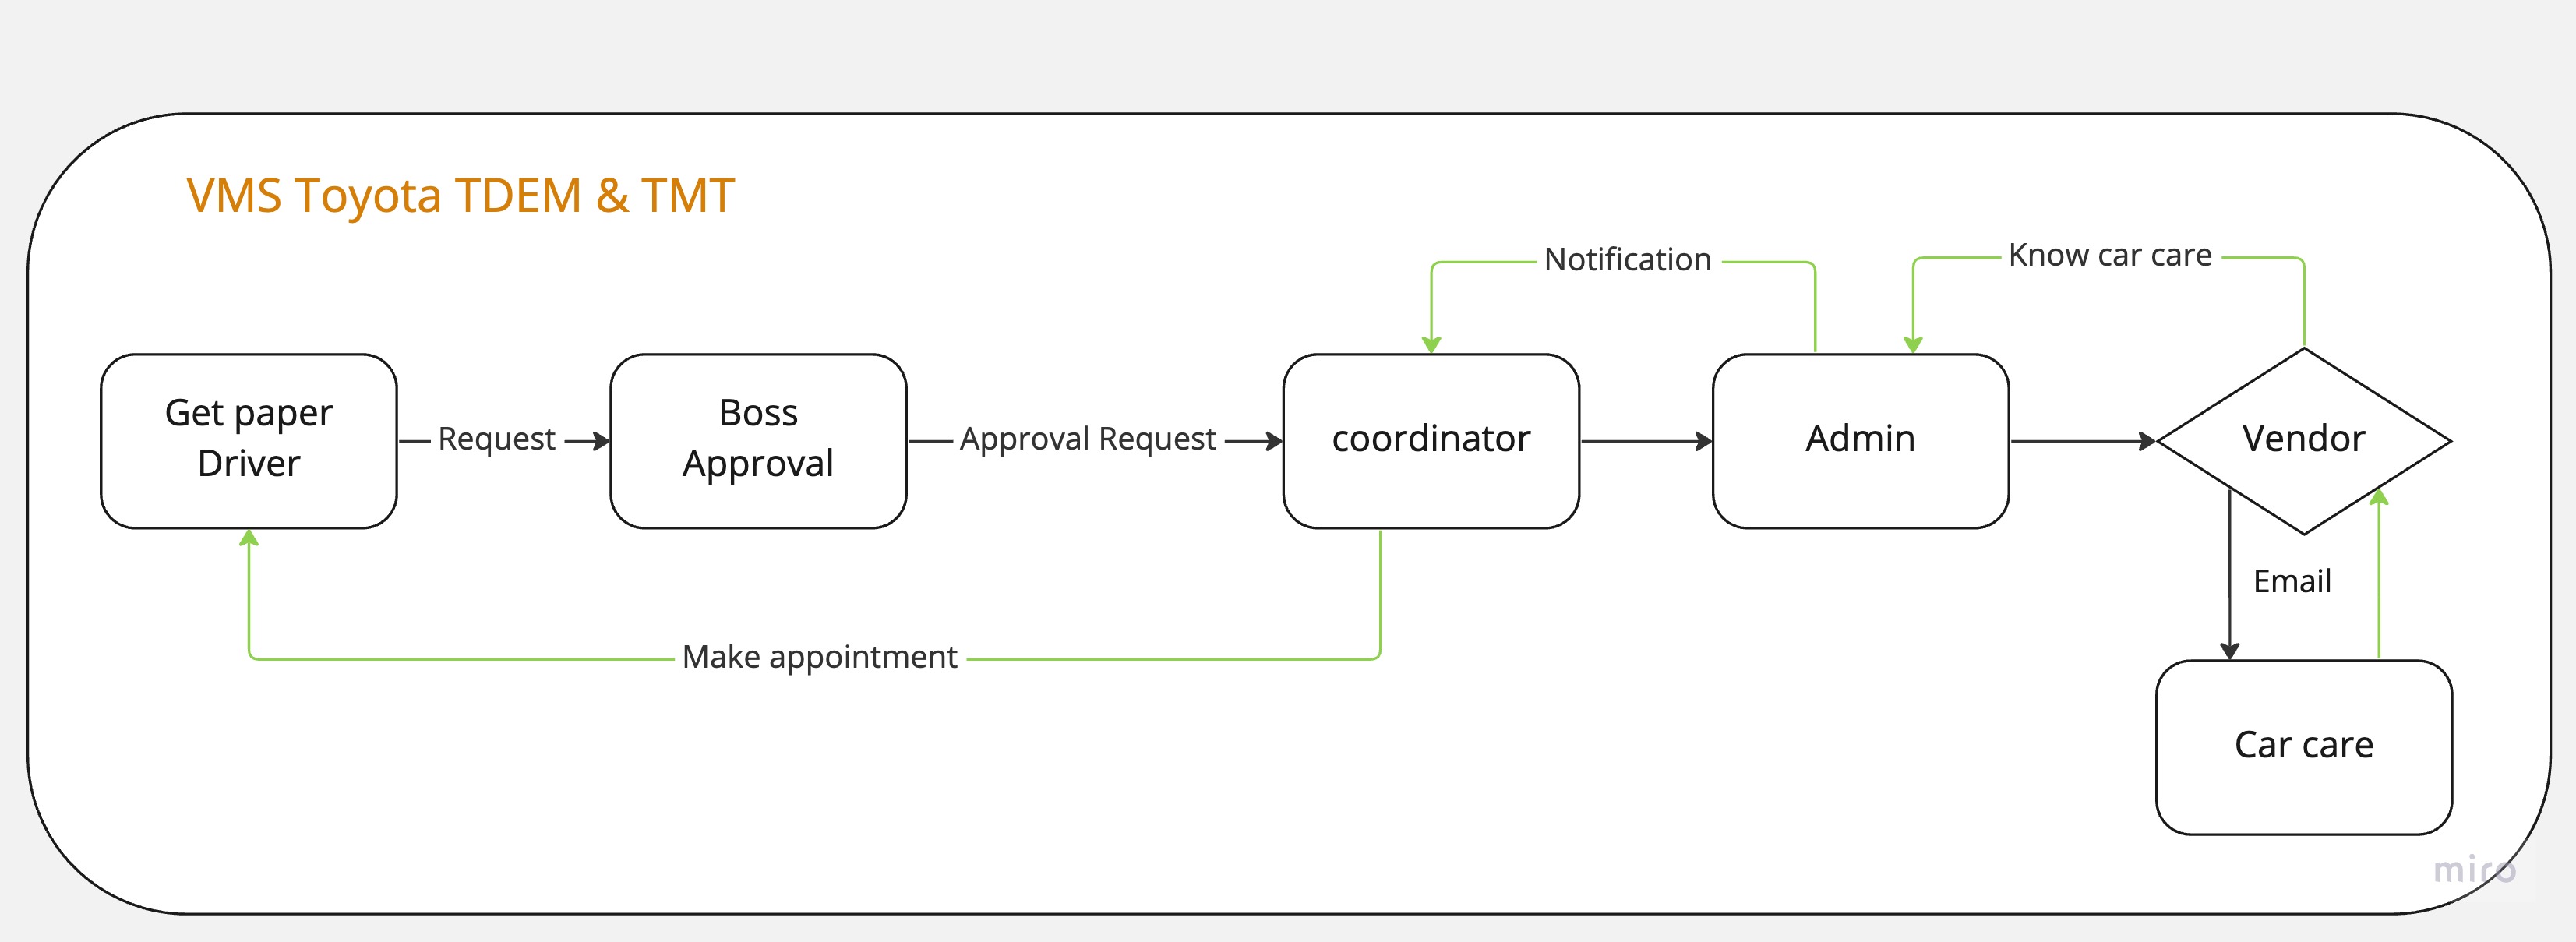 VMS Toyota TDEM & TMT
Notification
Know car care
Get paper
Driver
Request
Boss
Approval
Approval Request
coordinator
Admin
Vendor
Email
Make appointment
Car care
miro